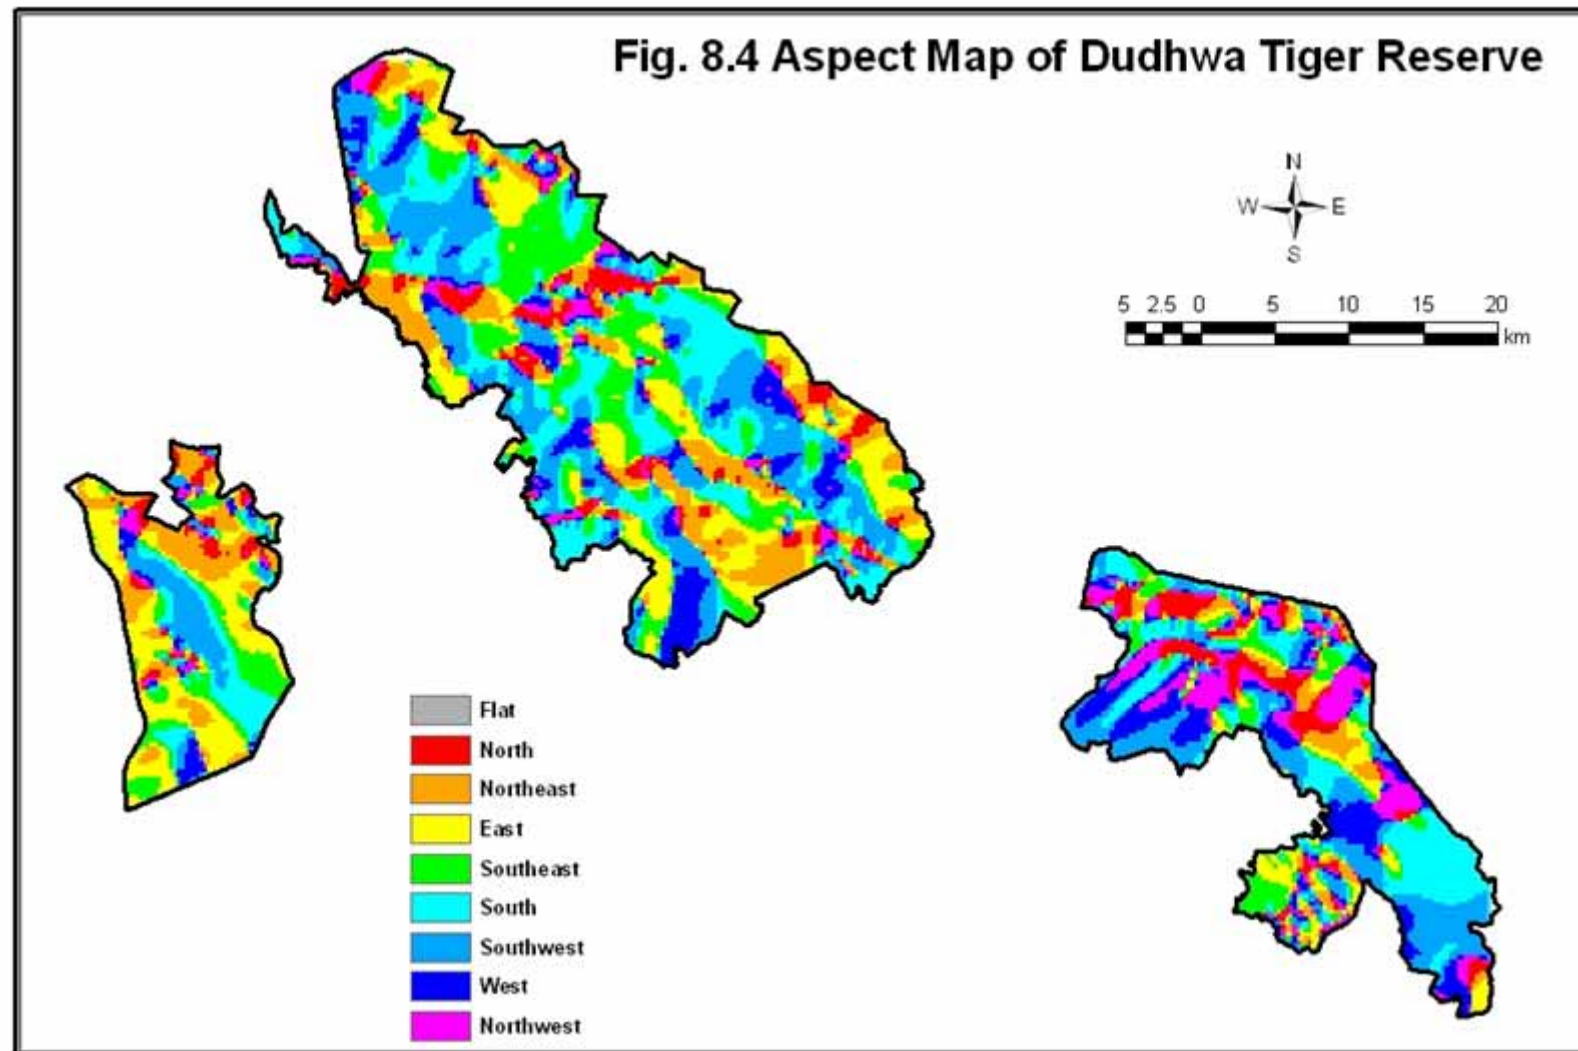 Fig. 8.4 Aspect Map of Dudhwa Tiger Reserve
N
W E
S
5 2.5 0 5 10 15 20
km
Flat
North
Northeast
East
Southeast
South
Southwest
West
Northwest